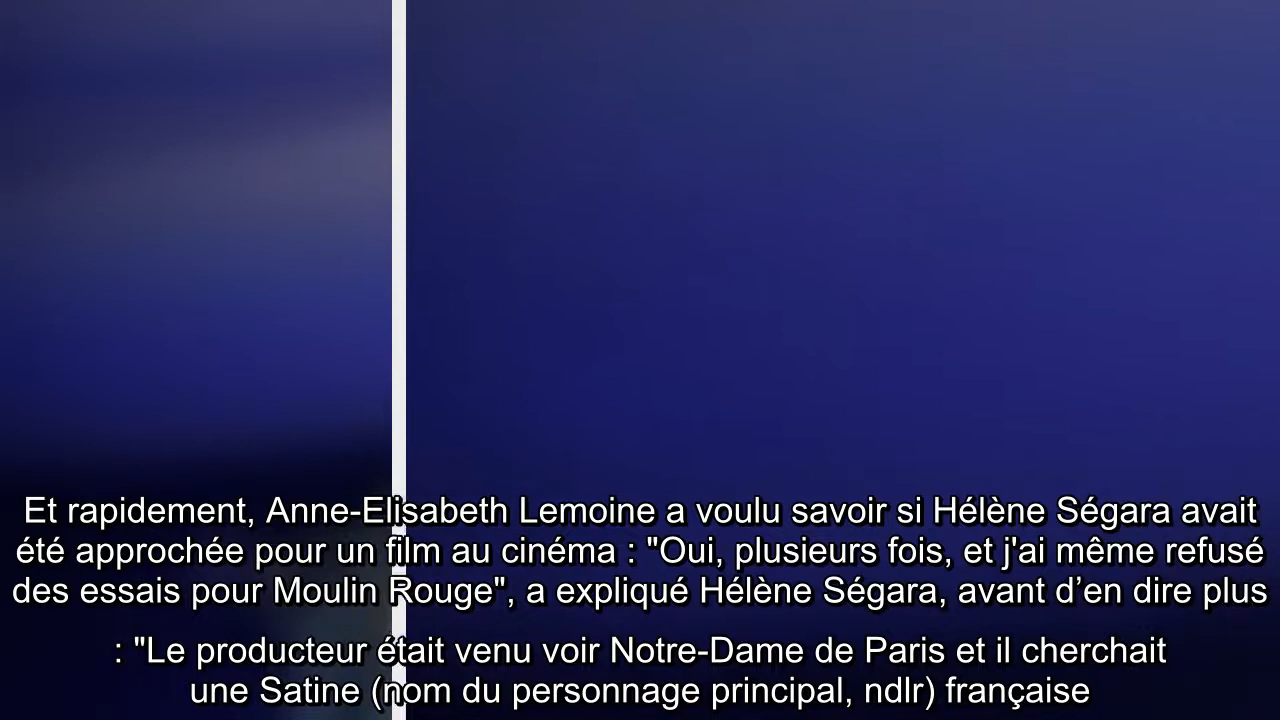 Et rapidement, Anne-Elisabeth Lemoine a voulu savoir si Hélène Ségara avait
été approchée pour un film au cinéma : "Oui, plusieurs fois, et j'ai même refusé
des essais pour Moulin Rouge", a expliqué Hélène Ségara, avant d’en dire plus
: "Le producteur était venu voir Notre-Dame de Paris et il cherchait
une Satine (nom du personnage principal, ndlr) française